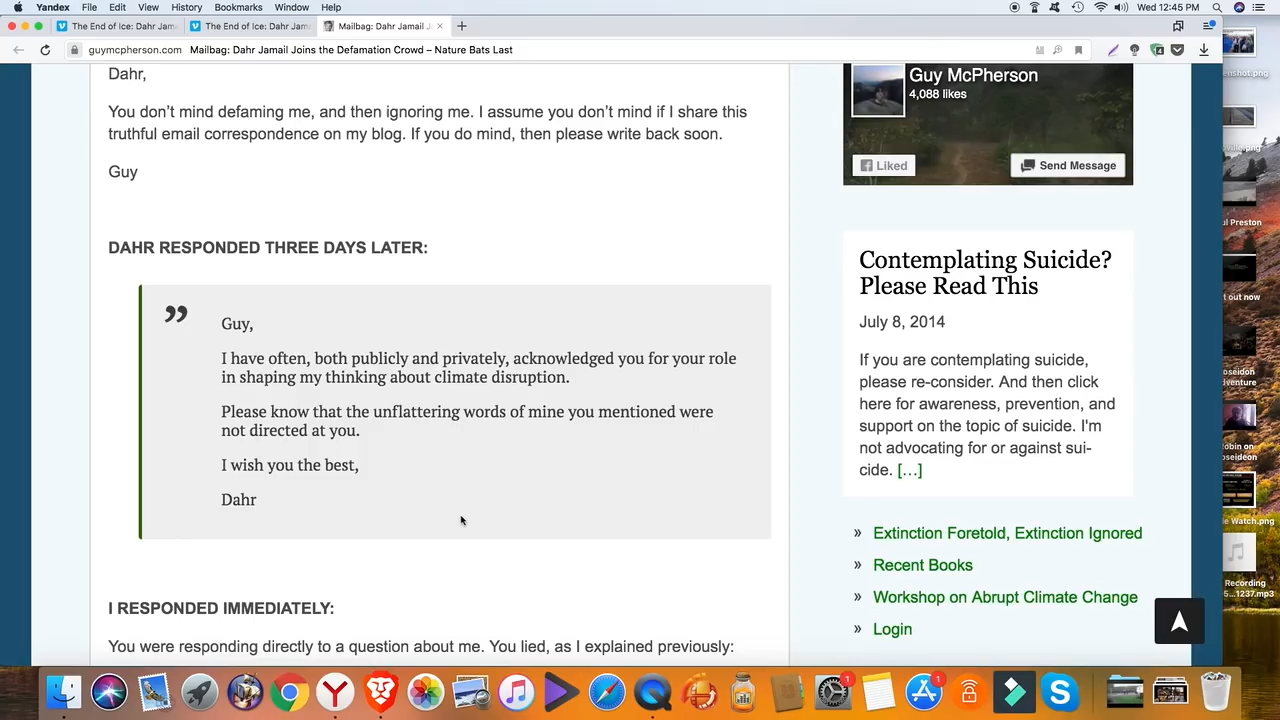 Yandex File Edit View History Bookmarks Window Help Wed 12:45 PM
The End of Ice: Dahr Jamail
The End of Ice: Dahr Jamail
Mailbag: Dahr Jamail Jo
guymcpherson.com Mailbag: Dahr Jamail Joins the Defamation Crowd – Nature Bats Last
Dahr,
You don't mind defaming me, and then ignoring me. I assume you don't mind if I share this
truthful email correspondence on my blog. If you do mind, then please write back soon.
Guy
DAHR RESPONDED THREE DAYS LATER:
”
Guy,
I have often, both publicly and privately, acknowledged you for your role
in shaping my thinking about climate disruption.
Please know that the unflattering words of mine you mentioned were
not directed at you.
I wish you the best,
Dahr
I RESPONDED IMMEDIATELY:
You were responding directly to a question about me. You lied, as I explained previously:
Guy McPherson
4,088 likes
Liked
Send Message
Contemplating Suicide?
Please Read This
July 8, 2014
If you are contemplating suicide,
please re-consider. And then click
here for awareness, prevention, and
support on the topic of suicide. I'm
not advocating for or against sui-
cide. […]
» Extinction Foretold, Extinction Ignored
» Recent Books
» Workshop on Abrupt Climate Change
» Login
Recording
5...1237.mp3